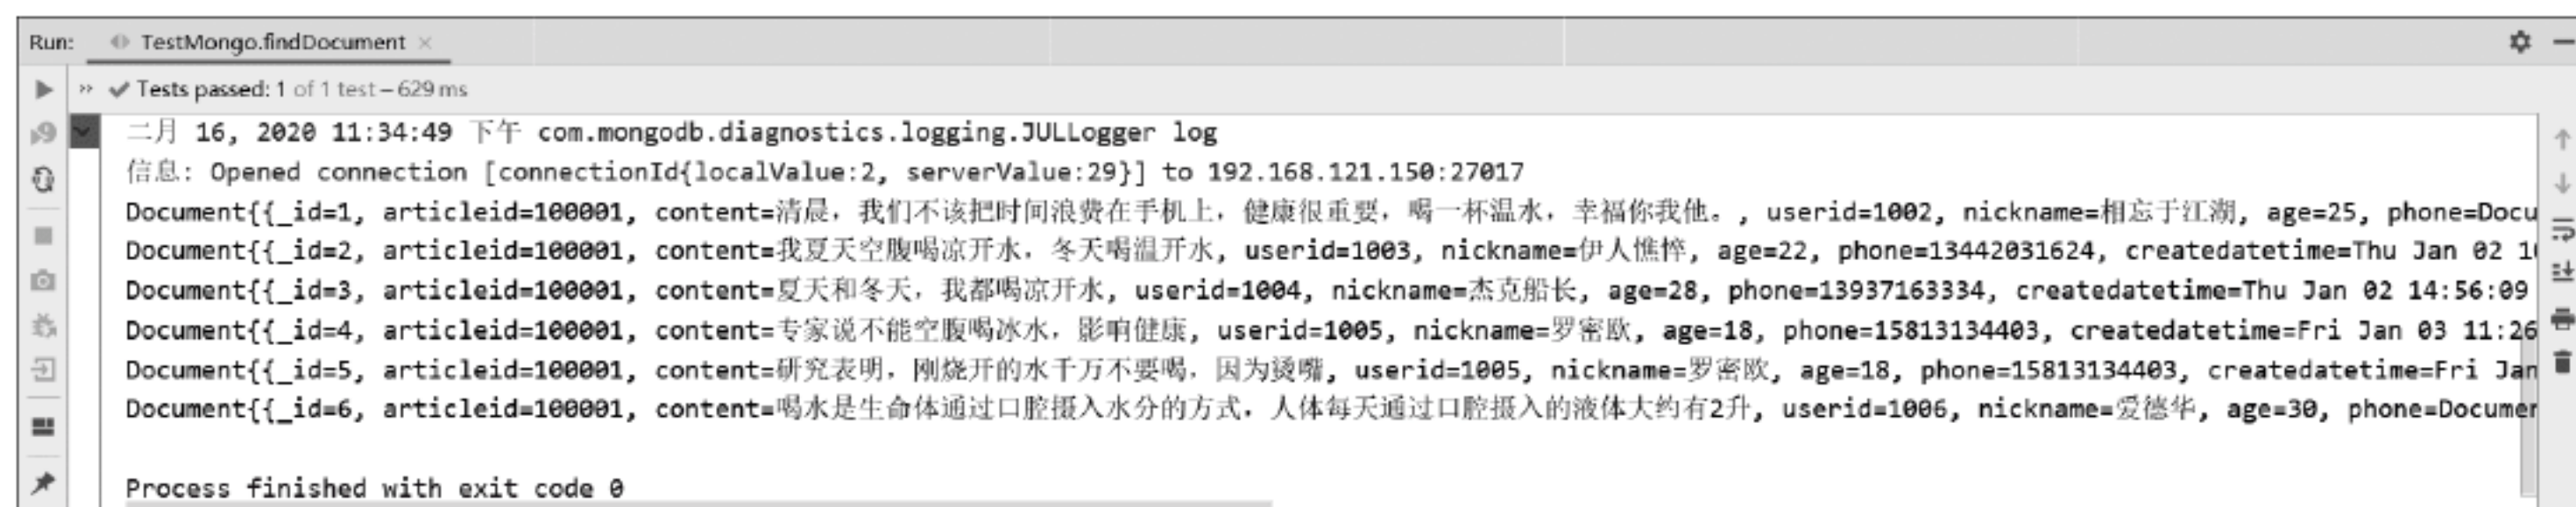 Run: TestMongo.findDocument ×
Tests passed: 1 of 1 test – 629 ms
二月 16, 2020 11:34:49 下午 com.mongodb.diagnostics.logging.JULLogger log
信息: Opened connection [connectionId{localValue:2, serverValue:29}] to 192.168.121.150:27017
Document{{_id=1, articleid=100001, content=清晨，我们不该把时间浪费在手机上，健康很重要，喝一杯温水，幸福你我他。, userid=1002, nickname=相忘于江湖, age=25, phone=Docu
Document{{_id=2, articleid=100001, content=我夏天空腹喝凉开水，冬天喝温开水, userid=1003, nickname=伊人憔悴, age=22, phone=13442031624, createdatetime=Thu Jan 02 1
Document{{_id=3, articleid=100001, content=夏天和冬天，我都喝凉开水, userid=1004, nickname=杰克船长, age=28, phone=13937163334, createdatetime=Thu Jan 02 14:56:09
Document{{_id=4, articleid=100001, content=专家说不能空腹喝冰水，影响健康, userid=1005, nickname=罗密欧, age=18, phone=15813134403, createdatetime=Fri Jan 03 11:26
Document{{_id=5, articleid=100001, content=研究表明，刚烧开的水千万不要喝，因为烫嘴, userid=1005, nickname=罗密欧, age=18, phone=15813134403, createdatetime=Fri Jan
Document{{_id=6, articleid=100001, content=喝水是生命体通过口腔摄入水分的方式，人体每天通过口腔摄入的液体大约有2升, userid=1006, nickname=爱德华, age=30, phone=Documen
Process finished with exit code 0